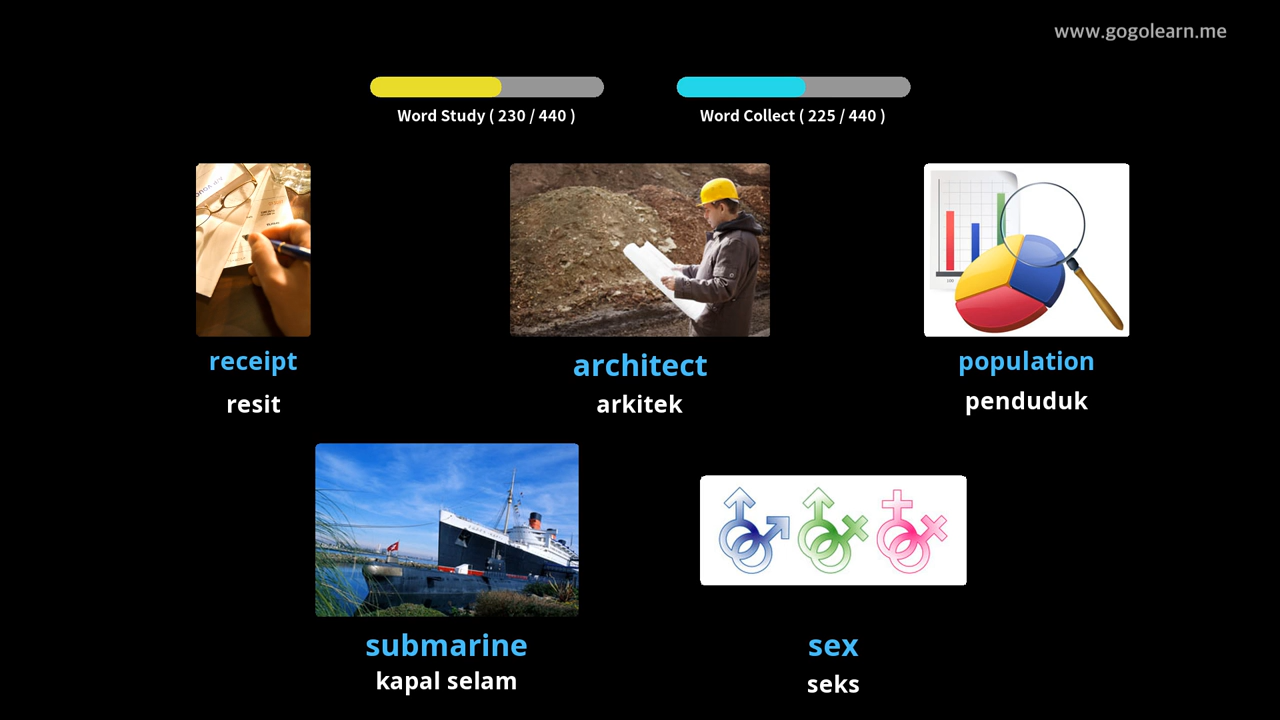 www.gogolearn.me
Word Study ( 230 / 440 )
Word Collect ( 225 / 440 )
receipt
resit
architect
arkitek
population
penduduk
submarine
kapal selam
sex
seks